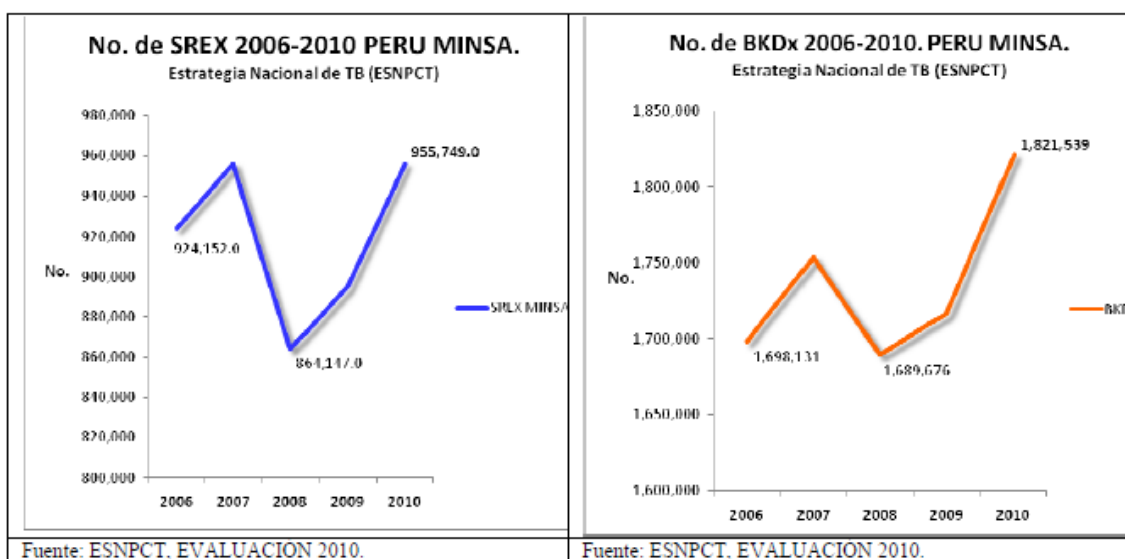 No. de SREX 2006-2010 PERU MINSA.
Estrategia Nacional de TB (ESNPCT)
980,000
960,000
940,000
920,000
900,000
880,000
860,000
840,000
820,000
800,000
No.
955,749.0
924,152.0
864,147.0
SREX MINSA
2006 2007 2008 2009 2010
Fuente: ESNPCT, EVALUACION 2010.
No. de BKDx 2006-2010. PERU MINSA.
Estrategia Nacional de TB (ESNPCT)
1,850,000
1,800,000
1,750,000
1,700,000
1,650,000
1,600,000
No.
1,821,539
1,698,131
1,689,676
2006 2007 2008 2009 2010
Fuente: ESNPCT, EVALUACION 2010.